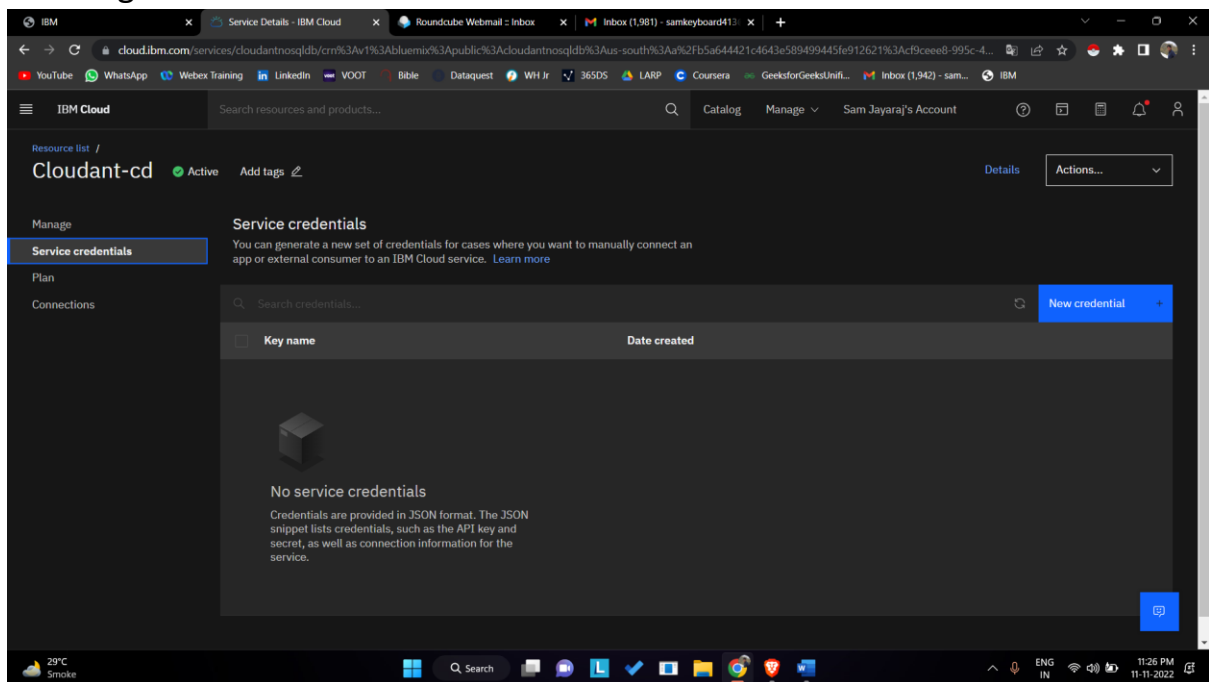 IBM
Service Details - IBM Cloud
Roundcube Webmail :: Inbox
Inbox (1,981) - samkeyboard413
cloud.ibm.com/services/cloudantnosqldb/crn%3Av1%3Abluemix%3Apublic%3Acloudantnosqldb%3Aus-south%3Aa%2Fb5a644421c4643e589499445fe912621%3Acf9ceee8-995c-4...
YouTube WhatsApp Webex Training LinkedIn VOOT Bible Dataquest WH Jr 365DS LARP Coursera GeeksforGeeksUnifi... Inbox (1,942) - sam... IBM
IBM Cloud Search resources and products... Catalog Manage Sam Jayaraj's Account
Resource list /
Cloudant-cd Active Add tags Details Actions...
Manage
Service credentials
Plan
Connections
Service credentials
You can generate a new set of credentials for cases where you want to manually connect an
app or external consumer to an IBM Cloud service. Learn more
Search credentials... New credential +
Key name Date created
No service credentials
Credentials are provided in JSON format. The JSON
snippet lists credentials, such as the API key and
secret, as well as connection information for the
service.
29°C
Smoke
Search
ENG
IN
11:26 PM
11-11-2022